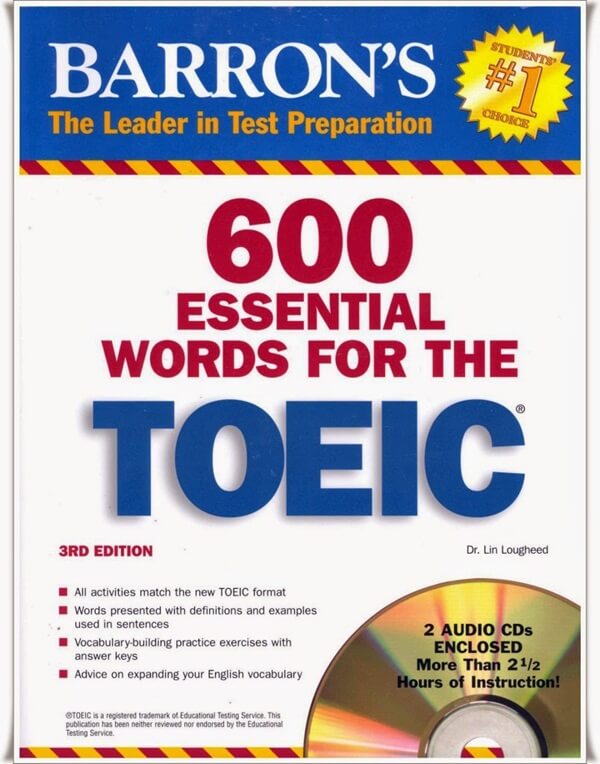 BARRON'S
The Leader in Test Preparation
STUDENTS'
#1
CHOICE
600
ESSENTIAL
WORDS FOR THE
TOEIC®
3RD EDITION
Dr. Lin Lougheed
■ All activities match the new TOEIC format
■ Words presented with definitions and examples
used in sentences
■ Vocabulary-building practice exercises with
answer keys
■ Advice on expanding your English vocabulary
2 AUDIO CDs
ENCLOSED
More Than 2 1/2
Hours of Instruction!
®TOEIC is a registered trademark of Educational Testing Service. This
publication has been neither reviewed nor endorsed by the Educational
Testing Service.